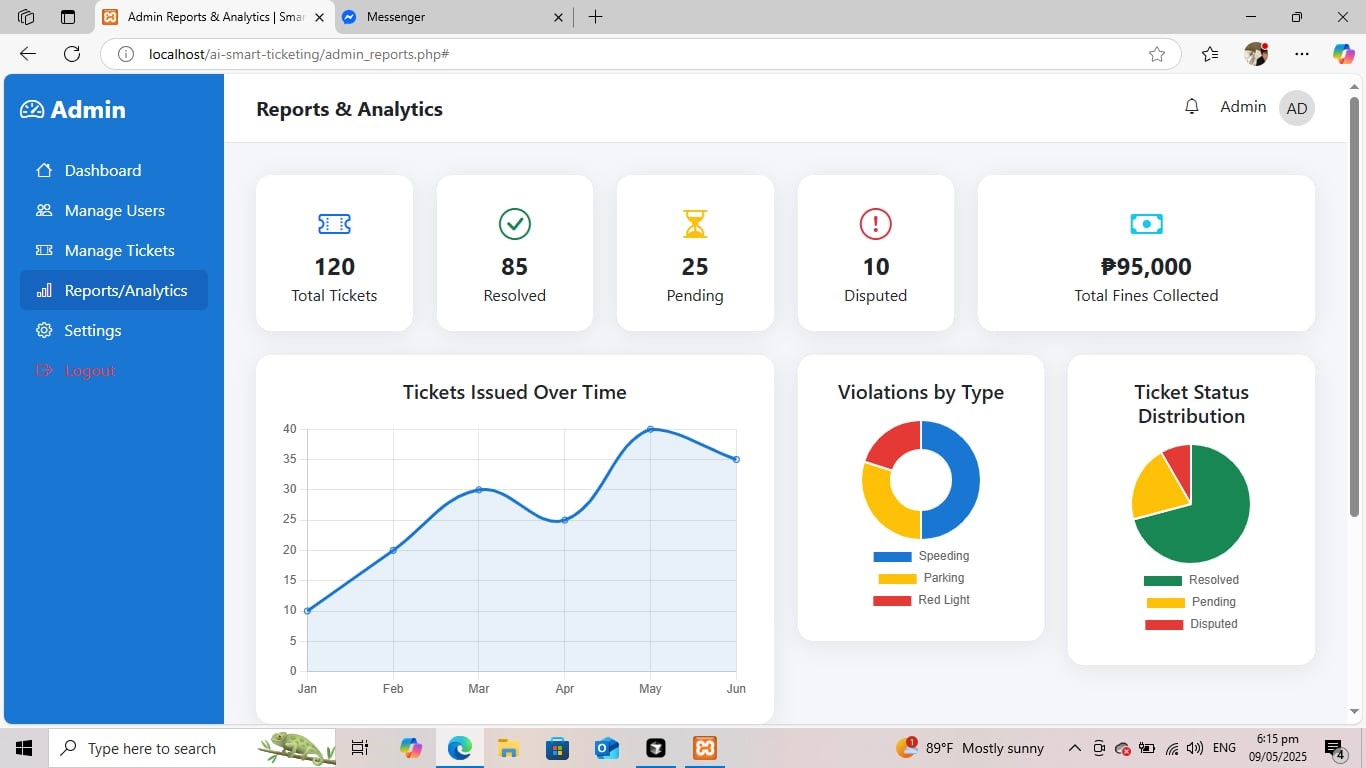 Admin Reports & Analytics | Smar
Messenger
localhost/ai-smart-ticketing/admin_reports.php#
Admin
Reports & Analytics
Admin
AD
Dashboard
Manage Users
Manage Tickets
Reports/Analytics
Settings
Logout
120
Total Tickets
85
Resolved
25
Pending
10
Disputed
₱95,000
Total Fines Collected
Tickets Issued Over Time
40
35
30
25
20
15
10
5
0
Jan Feb Mar Apr May Jun
Violations by Type
Speeding
Parking
Red Light
Ticket Status
Distribution
Resolved
Pending
Disputed
Type here to search
1
89°F Mostly sunny
ENG
6:15 pm
09/05/2025
4